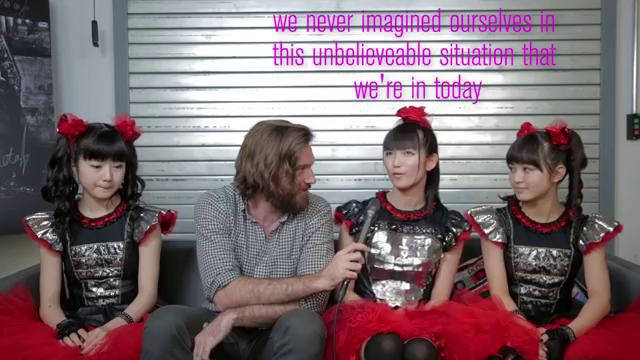 we never imagined ourselves in
this unbelieveable situation that
we're in today